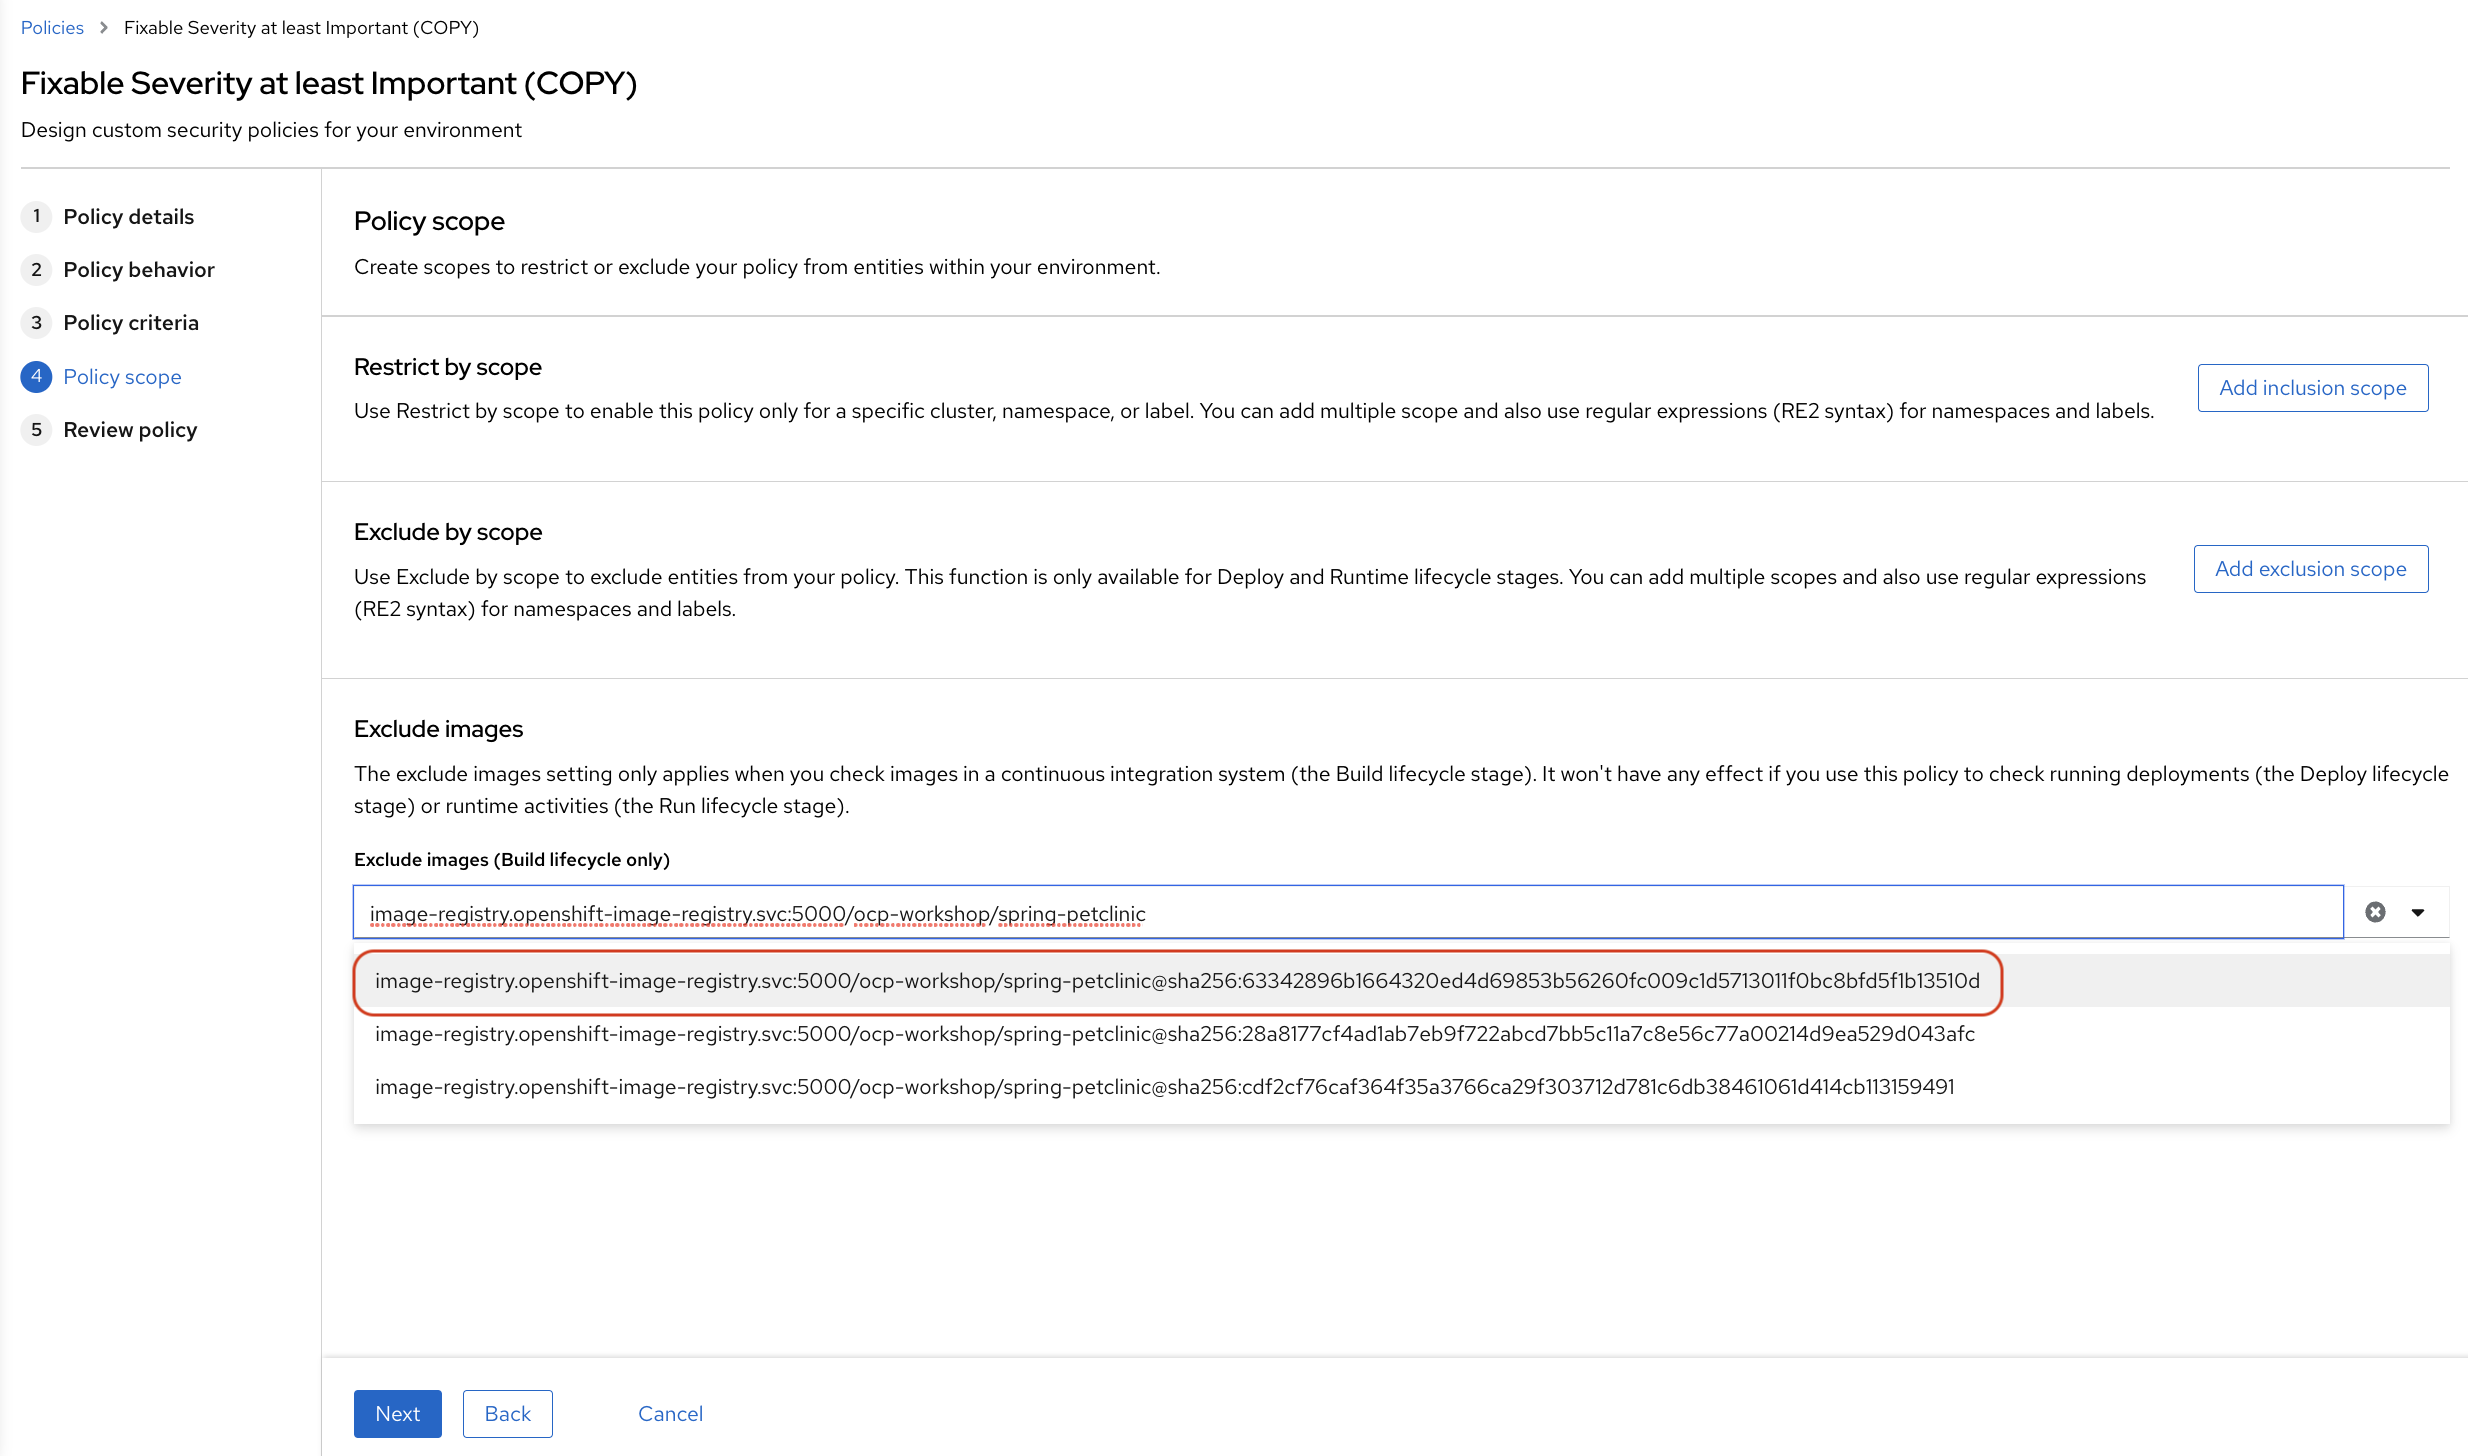 Policies > Fixable Severity at least Important (COPY)
Fixable Severity at least Important (COPY)
Design custom security policies for your environment
1 Policy details
2 Policy behavior
3 Policy criteria
4 Policy scope
5 Review policy
Policy scope
Create scopes to restrict or exclude your policy from entities within your environment.
Restrict by scope
Use Restrict by scope to enable this policy only for a specific cluster, namespace, or label. You can add multiple scope and also use regular expressions (RE2 syntax) for namespaces and labels.
Add inclusion scope
Exclude by scope
Use Exclude by scope to exclude entities from your policy. This function is only available for Deploy and Runtime lifecycle stages. You can add multiple scopes and also use regular expressions
(RE2 syntax) for namespaces and labels.
Add exclusion scope
Exclude images
The exclude images setting only applies when you check images in a continuous integration system (the Build lifecycle stage). It won't have any effect if you use this policy to check running deployments (the Deploy lifecycle
stage) or runtime activities (the Run lifecycle stage).
Exclude images (Build lifecycle only)
image-registry.openshift-image-registry.svc:5000/ocp-workshop/spring-petclinic
image-registry.openshift-image-registry.svc:5000/ocp-workshop/spring-petclinic@sha256:63342896b1664320ed4d69853b56260fc009c1d5713011f0bc8bfd5f1b13510d
image-registry.openshift-image-registry.svc:5000/ocp-workshop/spring-petclinic@sha256:28a8177cf4ad1ab7eb9f722abcd7bb5c11a7c8e56c77a00214d9ea529d043afc
image-registry.openshift-image-registry.svc:5000/ocp-workshop/spring-petclinic@sha256:cdf2cf76caf364f35a3766ca29f303712d781c6db38461061d414cb113159491
Next
Back
Cancel